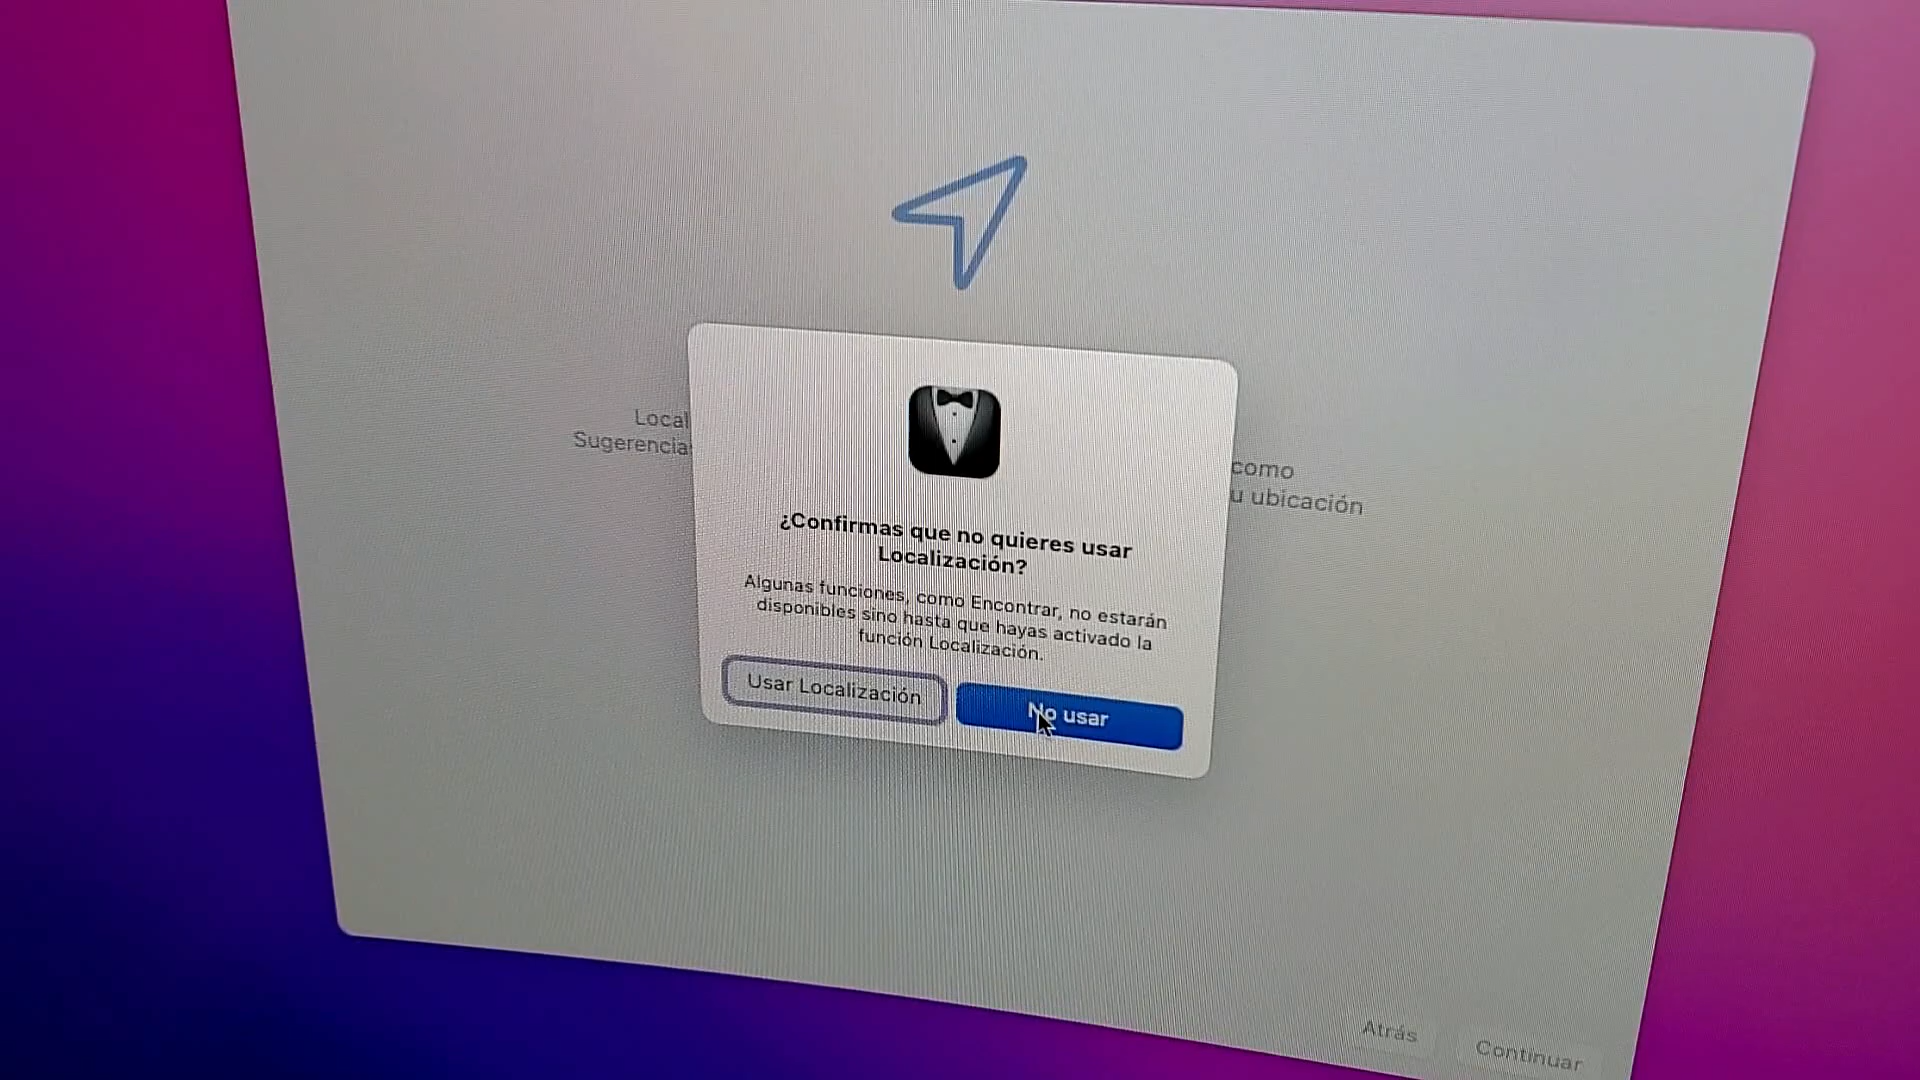 Local
Sugerencia
como
u ubicación
¿Confirmas que no quieres usar
Localización?
Algunas funciones, como Encontrar, no estarán
disponibles sino hasta que hayas activado la
función Localización.
Usar Localización
No usar
Atrás
Continuar